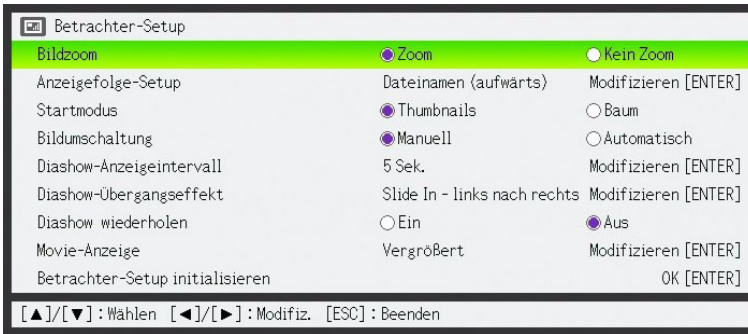 Betrachter-Setup
Bildzoom Zoom Kein Zoom
Anzeigefolge-Setup Dateinamen (aufwärts) Modifizieren [ENTER]
Startmodus Thumbnails Baum
Bildumschaltung Manuell Automatisch
Diashow-Anzeigeintervall 5 Sek. Modifizieren [ENTER]
Diashow-Übergangseffekt Slide In - links nach rechts Modifizieren [ENTER]
Diashow wiederholen Ein Aus
Movie-Anzeige Vergrößert Modifizieren [ENTER]
Betrachter-Setup initialisieren OK [ENTER]
[▲]/[▼]:Wählen [◀]/[▶]:Modifiz. [ESC]:Beenden